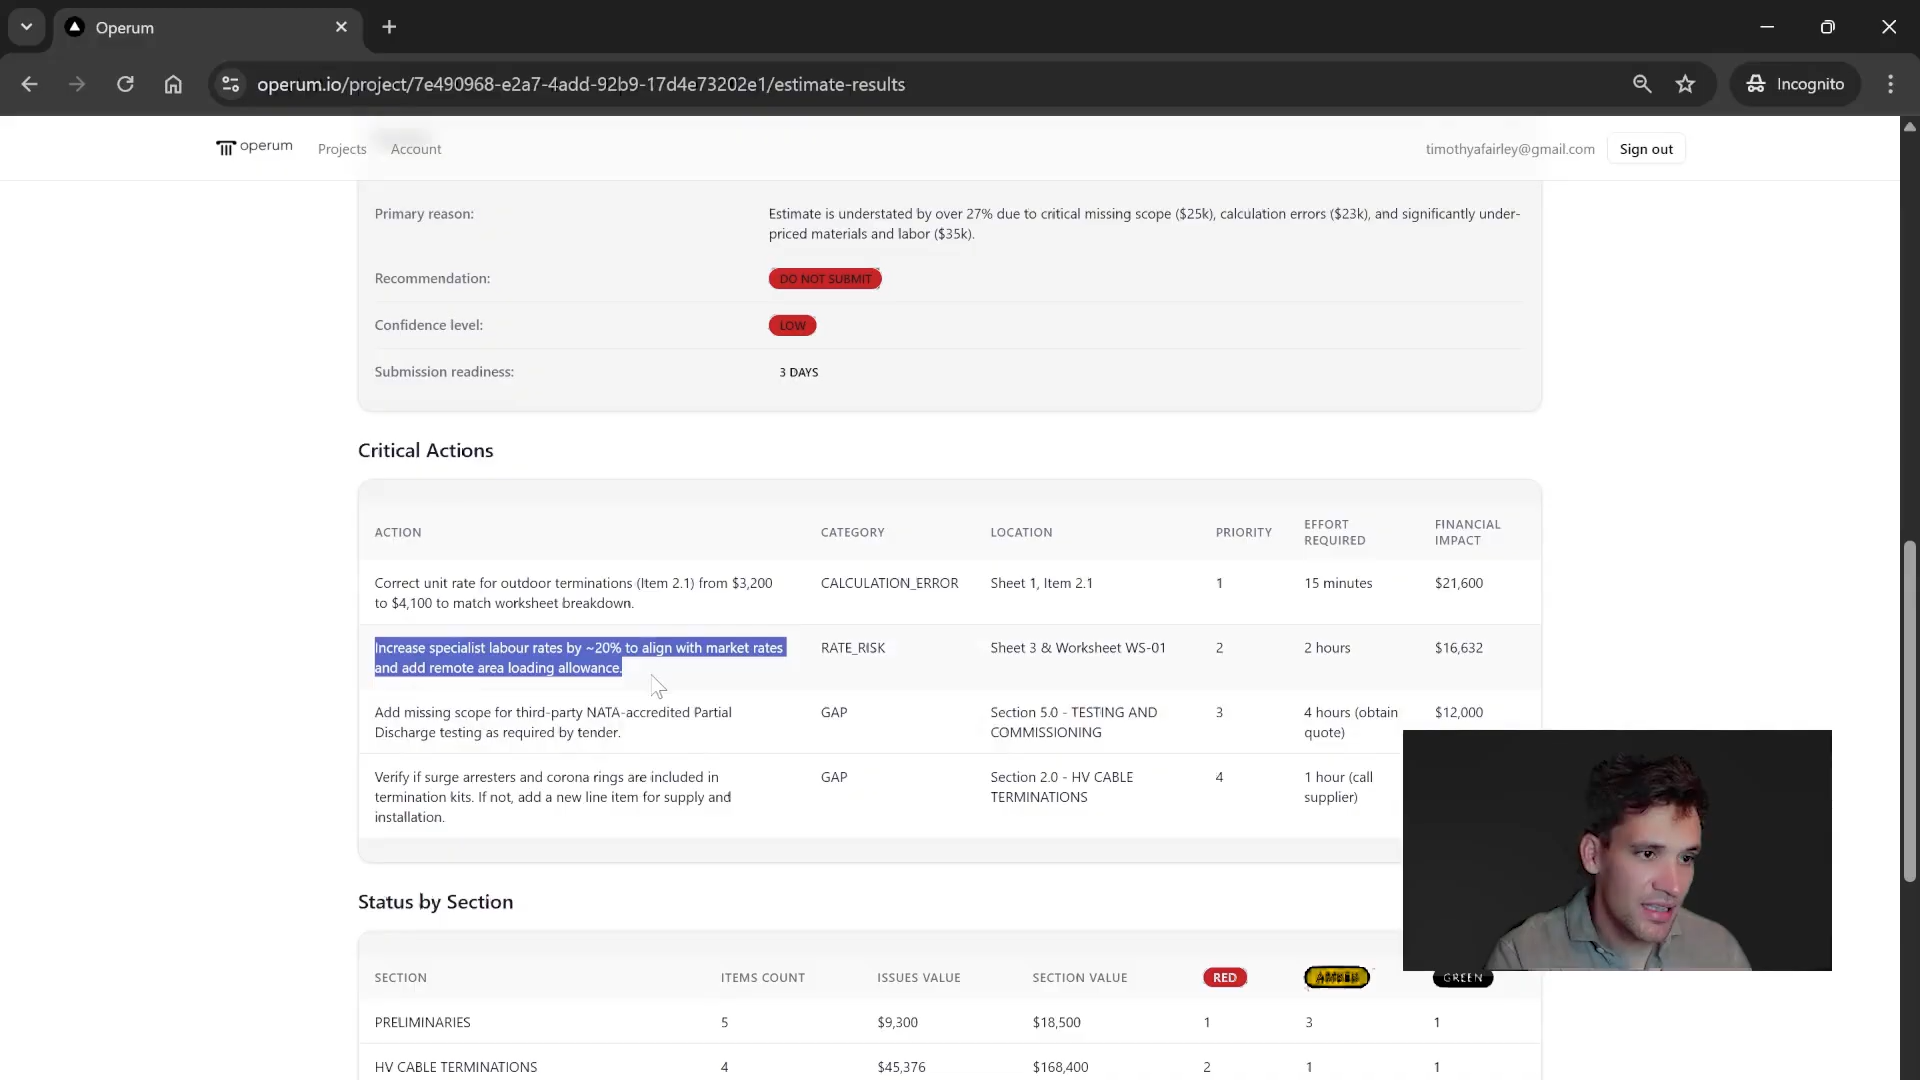 Operum
operum.io/project/7e490968-e2a7-4add-92b9-17d4e73202e1/estimate-results
Incognito
operum
Projects
Account
timothyafairley@gmail.com
Sign out
Primary reason:
Estimate is understated by over 27% due to critical missing scope ($25k), calculation errors ($23k), and significantly under-
priced materials and labor ($35k).
Recommendation:
DO NOT SUBMIT
Confidence level:
LOW
Submission readiness:
3 DAYS
Critical Actions
ACTION
CATEGORY
LOCATION
PRIORITY
EFFORT
REQUIRED
FINANCIAL
IMPACT
Correct unit rate for outdoor terminations (Item 2.1) from $3,200
to $4,100 to match worksheet breakdown.
CALCULATION_ERROR
Sheet 1, Item 2.1
1
15 minutes
$21,600
Increase specialist labour rates by ~20% to align with market rates
and add remote area loading allowance.
RATE_RISK
Sheet 3 & Worksheet WS-01
2
2 hours
$16,632
Add missing scope for third-party NATA-accredited Partial
Discharge testing as required by tender.
GAP
Section 5.0 - TESTING AND
COMMISSIONING
3
4 hours (obtain
quote)
$12,000
Verify if surge arresters and corona rings are included in
termination kits. If not, add a new line item for supply and
installation.
GAP
Section 2.0 - HV CABLE
TERMINATIONS
4
1 hour (call
supplier)
Status by Section
SECTION
ITEMS COUNT
ISSUES VALUE
SECTION VALUE
RED
AMBER
GREEN
PRELIMINARIES
5
$9,300
$18,500
1
3
1
HV CABLE TERMINATIONS
4
$45,376
$168,400
2
1
1